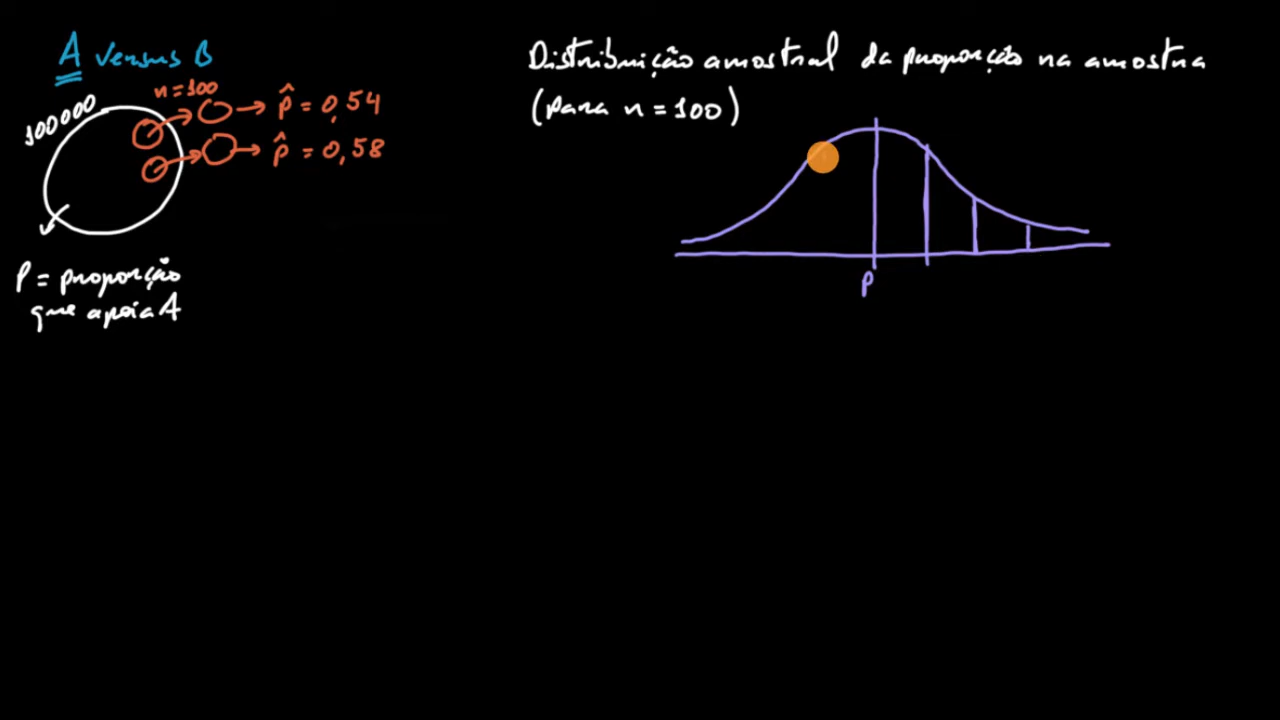 A versus B
100000
n = 100
p̂ = 0,54
p̂ = 0,58
P = proporção
que apoia A
Distribuição amostral da proporção na amostra
(para n = 100)
P